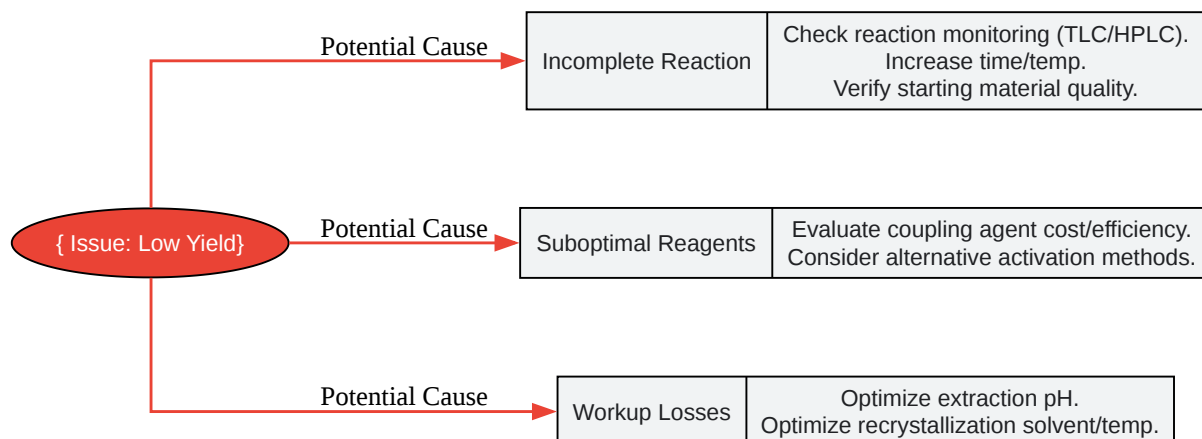 Potential Cause
Incomplete Reaction
Check reaction monitoring (TLC/HPLC).
Increase time/temp.
Verify starting material quality.
{ Issue: Low Yield}
Potential Cause
Suboptimal Reagents
Evaluate coupling agent cost/efficiency.
Consider alternative activation methods.
Potential Cause
Workup Losses
Optimize extraction pH.
Optimize recrystallization solvent/temp.